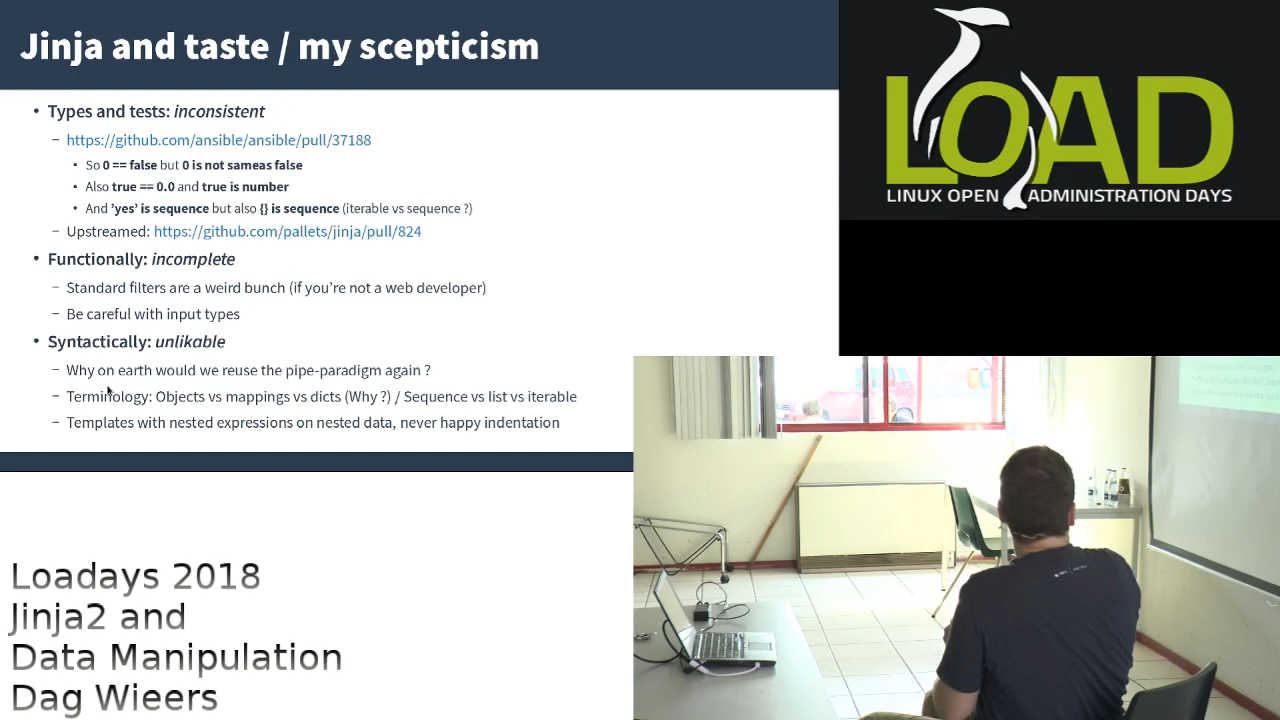 Jinja and taste / my scepticism
• Types and tests: inconsistent
– https://github.com/ansible/ansible/pull/37188
• So 0 == false but 0 is not sameas false
• Also true == 0.0 and true is number
• And ’yes’ is sequence but also {} is sequence (iterable vs sequence ?)
– Upstreamed: https://github.com/pallets/jinja/pull/824
• Functionally: incomplete
– Standard filters are a weird bunch (if you’re not a web developer)
– Be careful with input types
• Syntactically: unlikable
– Why on earth would we reuse the pipe-paradigm again ?
– Terminology: Objects vs mappings vs dicts (Why ?) / Sequence vs list vs iterable
– Templates with nested expressions on nested data, never happy indentation
LOAD
LINUX OPEN ADMINISTRATION DAYS
Loadays 2018
Jinja2 and
Data Manipulation
Dag Wieers